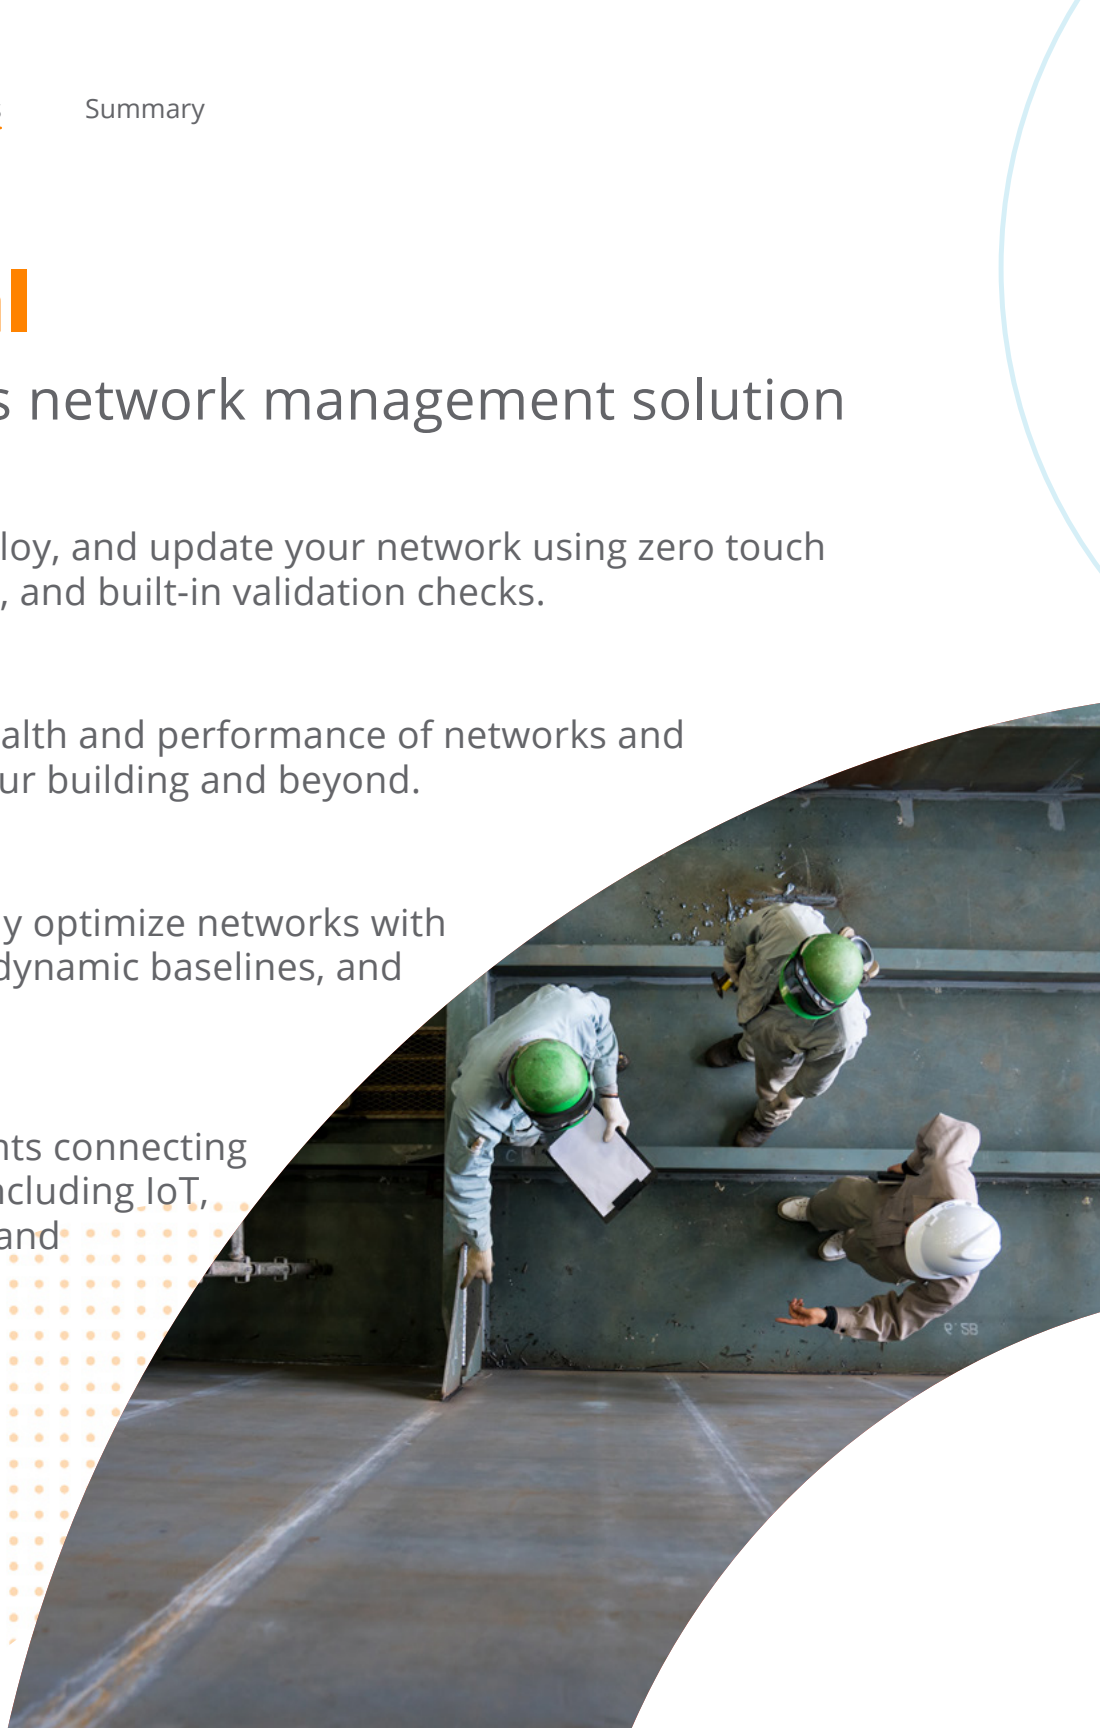 Summary
l
s network management solution
loy, and update your network using zero touch
, and built-in validation checks.
alth and performance of networks and
ur building and beyond.
y optimize networks with
dynamic baselines, and
nts connecting
ncluding IoT,
and